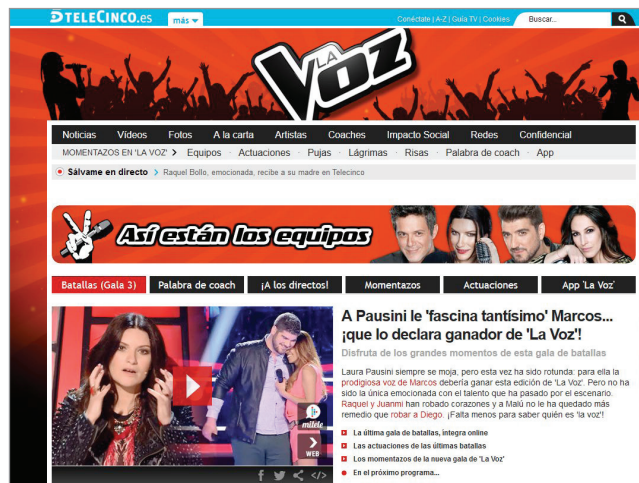 TELECINCO.es
más
Conéctate | A-Z | Guía TV | Cookies
Buscar...
LA
VOZ
Noticias Vídeos Fotos A la carta Artistas Coaches Impacto Social Redes Confidencial
MOMENTAZOS EN 'LA VOZ' > Equipos · Actuaciones · Pujas · Lágrimas · Risas · Palabra de coach · App
Sálvame en directo > Raquel Bollo, emocionada, recibe a su madre en Telecinco
Así están los equipos
Batallas (Gala 3) Palabra de coach ¡A los directos! Momentazos Actuaciones App 'La Voz'
mitele
WEB
A Pausini le 'fascina tantísimo' Marcos...
¡que lo declara ganador de 'La Voz'!
Disfruta de los grandes momentos de esta gala de batallas
Laura Pausini siempre se moja, pero esta vez ha sido rotunda: para ella la
prodigiosa voz de Marcos debería ganar esta edición de 'La Voz'. Pero no ha
sido la única emocionada con el talento que ha pasado por el escenario.
Raquel y Juanmi han robado corazones y a Malú no le ha quedado más
remedio que robar a Diego. ¡Falta menos para saber quién es 'la voz'!
La última gala de batallas, íntegra online
Las actuaciones de las últimas batallas
Los momentazos de la nueva gala de 'La Voz'
En el próximo programa...